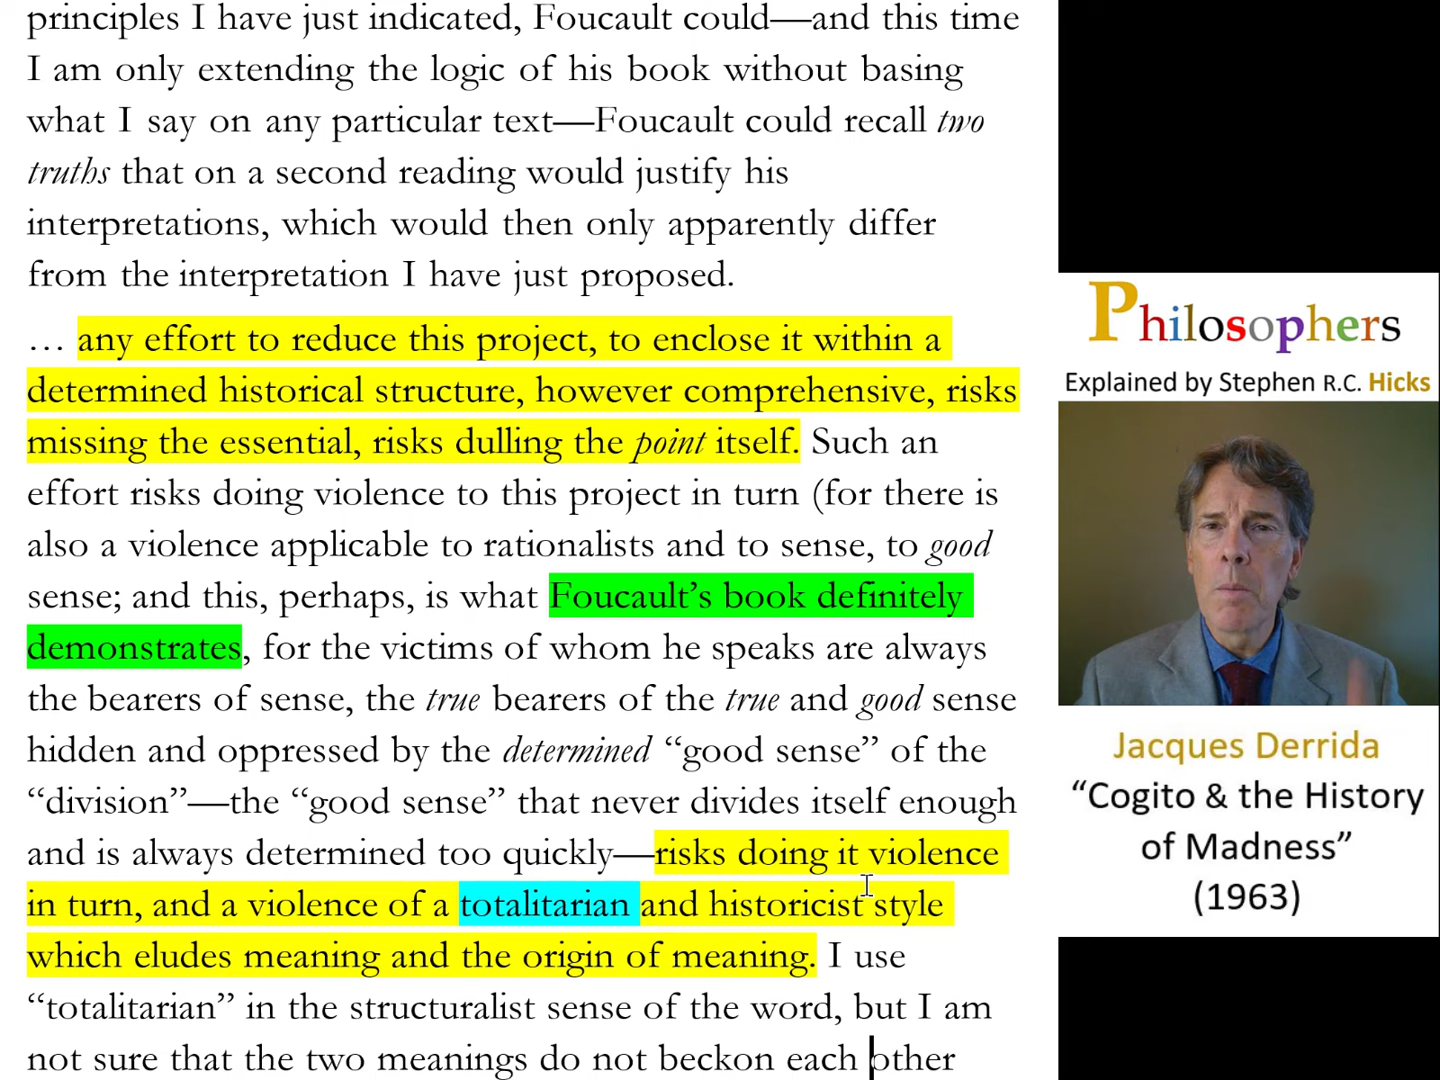 principles I have just indicated, Foucault could—and this time
I am only extending the logic of his book without basing
what I say on any particular text—Foucault could recall two
truths that on a second reading would justify his
interpretations, which would then only apparently differ
from the interpretation I have just proposed.
… any effort to reduce this project, to enclose it within a
determined historical structure, however comprehensive, risks
missing the essential, risks dulling the point itself. Such an
effort risks doing violence to this project in turn (for there is
also a violence applicable to rationalists and to sense, to good
sense; and this, perhaps, is what Foucault’s book definitely
demonstrates, for the victims of whom he speaks are always
the bearers of sense, the true bearers of the true and good sense
hidden and oppressed by the determined “good sense” of the
“division”—the “good sense” that never divides itself enough
and is always determined too quickly—risks doing it violence
in turn, and a violence of a totalitarian and historicist style
which eludes meaning and the origin of meaning. I use
“totalitarian” in the structuralist sense of the word, but I am
not sure that the two meanings do not beckon each other
Philosophers
Explained by Stephen R.C. Hicks
Jacques Derrida
“Cogito & the History
of Madness”
(1963)